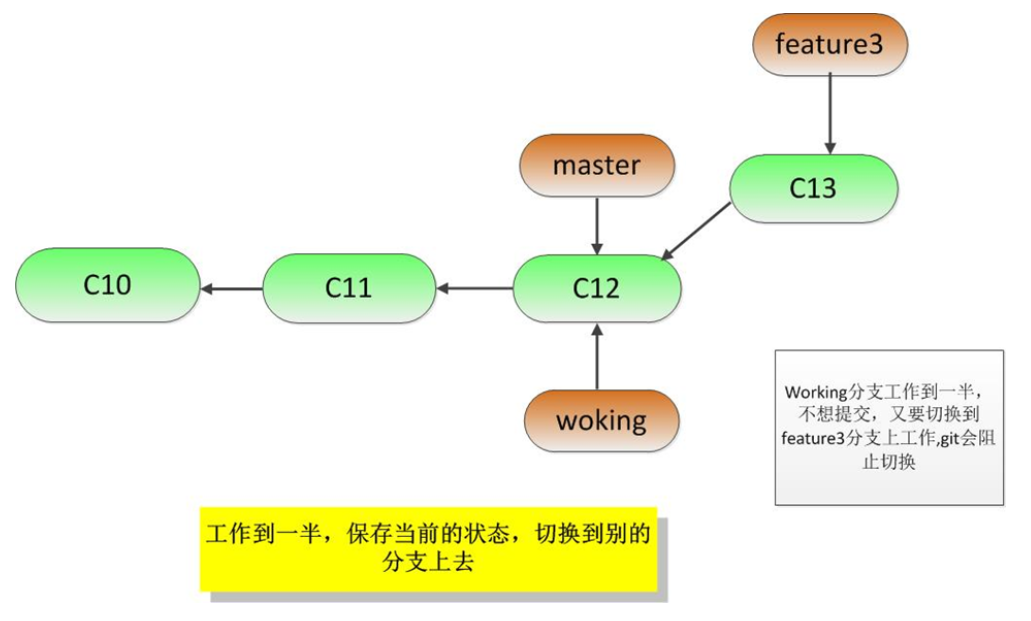 feature3
master
C13
C10
C11
C12
woking
Working分支工作到一半，
不想提交，又要切换到
feature3分支上工作,git会阻
止切换
工作到一半，保存当前的状态，切换到别的
分支上去